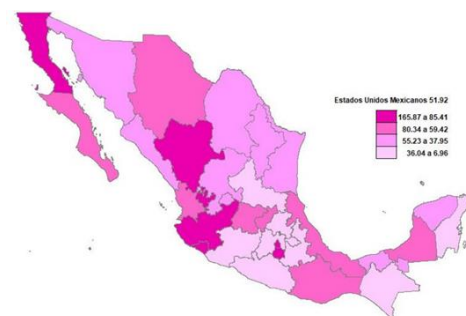 Estados Unidos Mexicanos 51.92
165.87 a 85.41
80.34 a 59.42
55.23 a 37.95
36.04 a 6.96